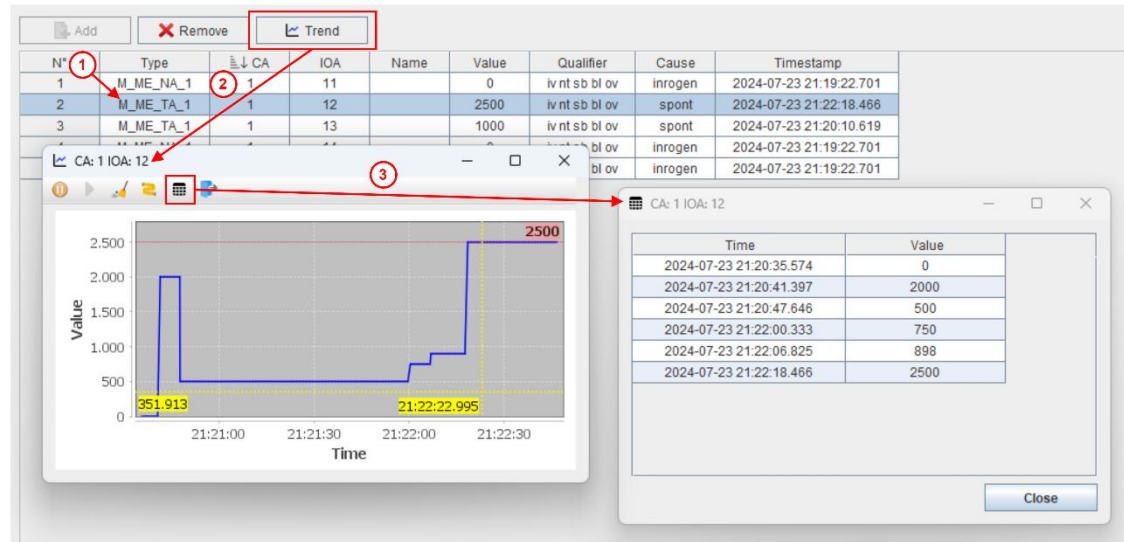 Add Remove Trend
N° Type CA IOA Name Value Qualifier Cause Timestamp
1 M_ME_NA_1 1 11 0 iv nt sb bl ov inrogen 2024-07-23 21:19:22.701
2 M_ME_TA_1 1 12 2500 iv nt sb bl ov spont 2024-07-23 21:22:18.466
3 M_ME_TA_1 1 13 1000 iv nt sb bl ov spont 2024-07-23 21:20:10.619
bl ov inrogen 2024-07-23 21:19:22.701
bl ov inrogen 2024-07-23 21:19:22.701
1
2
3
CA: 1 IOA: 12
2500
2.500
2.000
1.500
1.000
500
0
Value
351.913
21:22:22.995
21:21:00 21:21:30 21:22:00 21:22:30
Time
CA: 1 IOA: 12
Time Value
2024-07-23 21:20:35.574 0
2024-07-23 21:20:41.397 2000
2024-07-23 21:20:47.646 500
2024-07-23 21:22:00.333 750
2024-07-23 21:22:06.825 898
2024-07-23 21:22:18.466 2500
Close